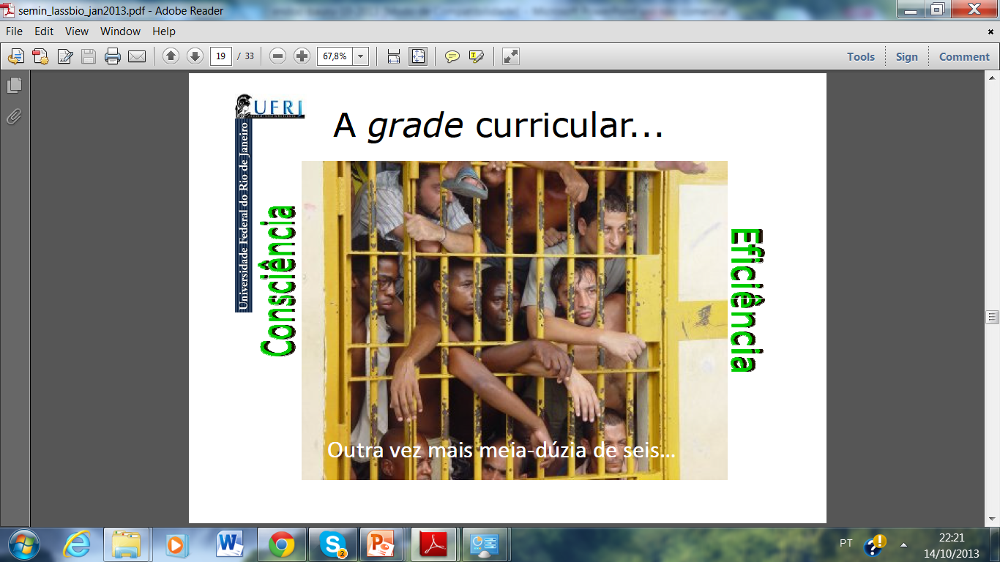 semin_lassbio_jan2013.pdf - Adobe Reader
File Edit View Window Help
19 / 33 67,8% Tools Sign Comment
UFRJ
Universidade Federal do Rio de Janeiro
A grade curricular...
Consciência
Eficiência
Outra vez mais meia-dúzia de seis...
2
PT
22:21
14/10/2013